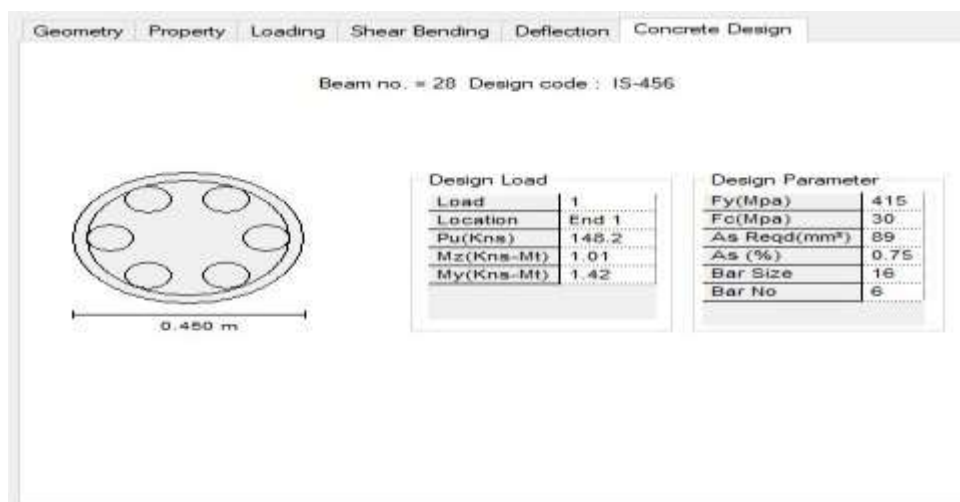 Geometry Property Loading Shear Bending Deflection Concrete Design
Beam no. = 28 Design code : IS-456
Design Load
Load 1
Location End 1
Pu(Kns) 148.2
Mz(Kns-Mt) 1.01
My(Kns-Mt) 1.42
Design Parameter
Fy(Mpa) 415
Fc(Mpa) 30
As Reqd(mm²) 89
As (%) 0.75
Bar Size 16
Bar No 6
0.450 m